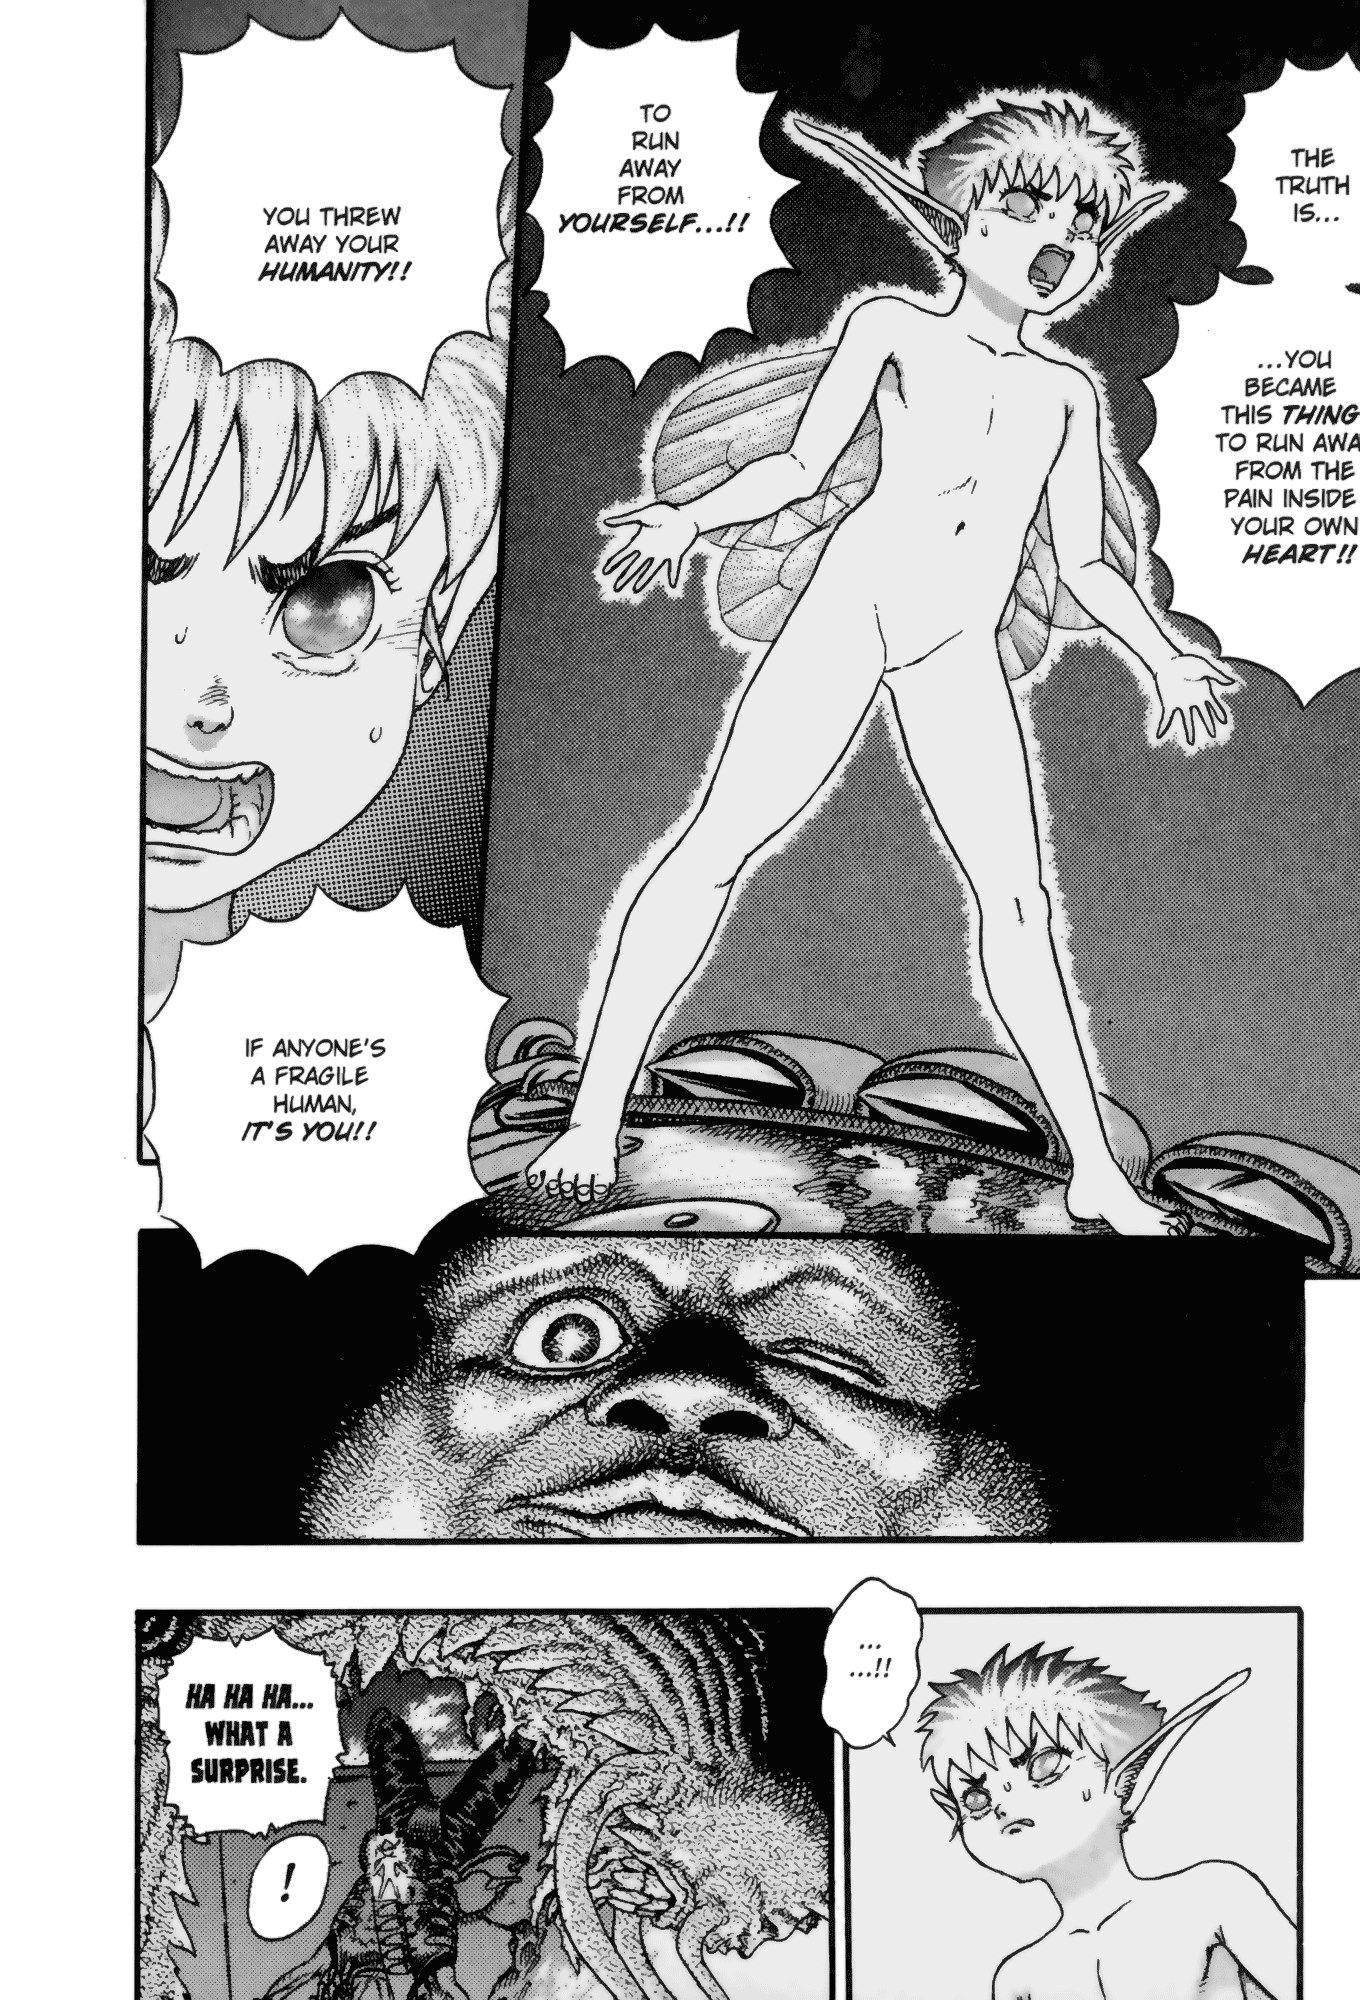 THE
TRUTH
IS...
...YOU
BECAME
THIS THING
TO RUN AWA
FROM THE
PAIN INSIDE
YOUR OWN
HEART!!
TO
RUN
AWAY
FROM
YOURSELF...!!
YOU THREW
AWAY YOUR
HUMANITY!!
IF ANYONE'S
A FRAGILE
HUMAN,
IT'S YOU!!
...
...!!
HA HA HA...
WHAT A
SURPRISE.
!